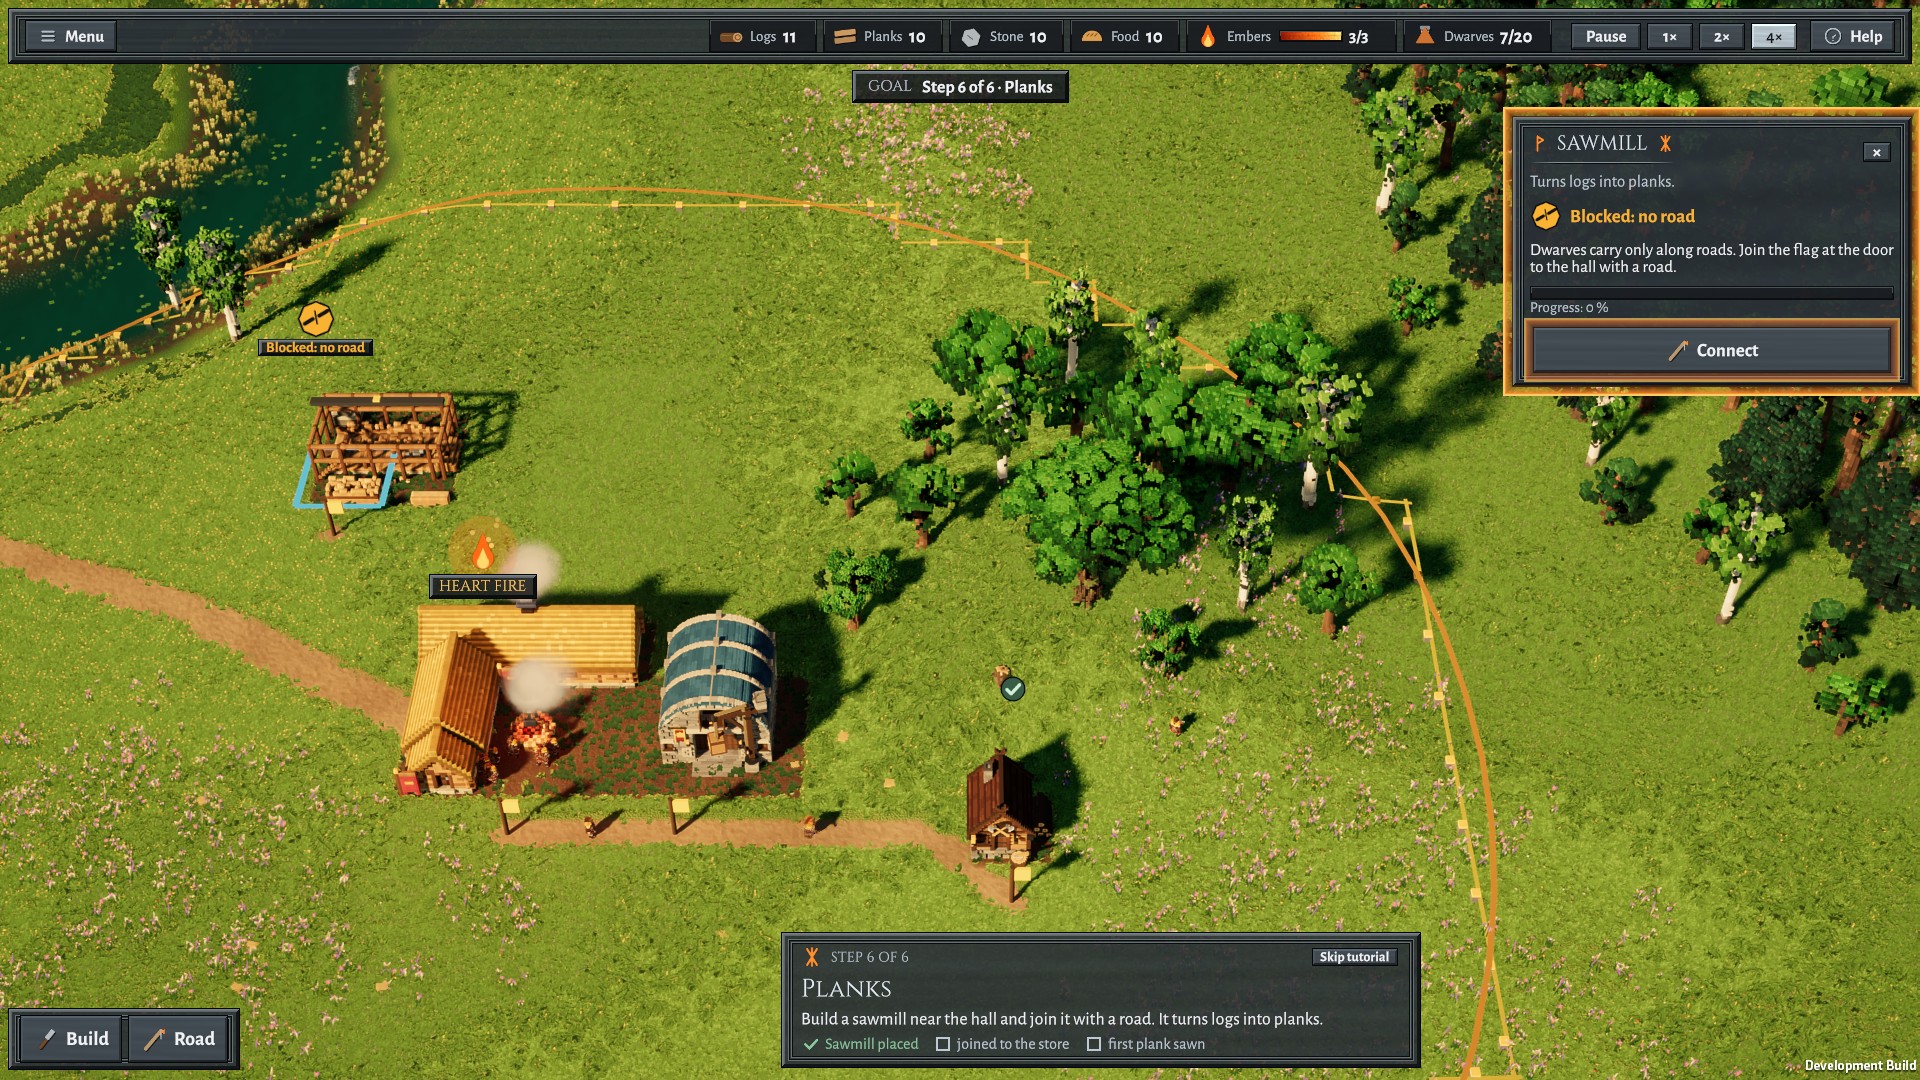 Menu
Logs 11
Planks 10
Stone 10
Food 10
Embers 3/3
Dwarves 7/20
Pause
1×
2×
4×
Help
GOAL Step 6 of 6 · Planks
SAWMILL
×
Turns logs into planks.
Blocked: no road
Dwarves carry only along roads. Join the flag at the door
to the hall with a road.
Progress: 0 %
Connect
Blocked: no road
HEART FIRE
STEP 6 OF 6
Skip tutorial
PLANKS
Build a sawmill near the hall and join it with a road. It turns logs into planks.
Sawmill placed
joined to the store
first plank sawn
Build
Road
Development Build